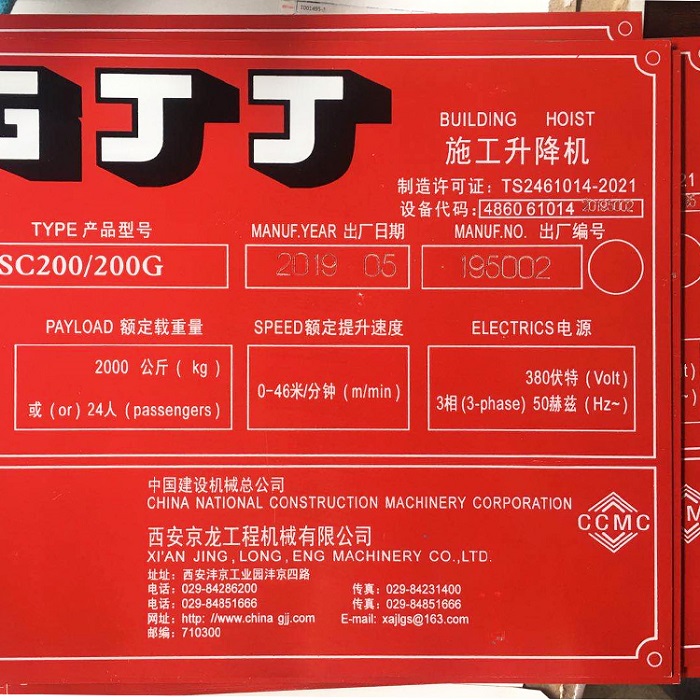 GJJ
BUILDING HOIST
施工升降机
制造许可证: TS2461014-2021
设备代码: 4860 61014 20195002
TYPE 产品型号
MANUF.YEAR 出厂日期
MANUF.NO. 出厂编号
SC200/200G
2019 05
195002
PAYLOAD 额定载重量
SPEED额定提升速度
ELECTRICS电源
2000 公斤 ( kg )
或 ( or ) 24人 ( passengers )
0-46米/分钟 ( m/min )
380伏特 (Volt)
3相 (3-phase) 50赫兹 (Hz~)
中国建设机械总公司
CHINA NATIONAL CONSTRUCTION MACHINERY CORPORATION
CCMC
西安京龙工程机械有限公司
XI'AN JING,LONG,ENG MACHINERY CO.,LTD.
址址: 西安沣京工业园沣京四路
电话: 029-84286200 传真: 029-84231400
电话: 029-84851666 传真: 029-84851666
网址: http: //www.china gjj.com E-mail: xajlgs@163.com
邮编: 710300